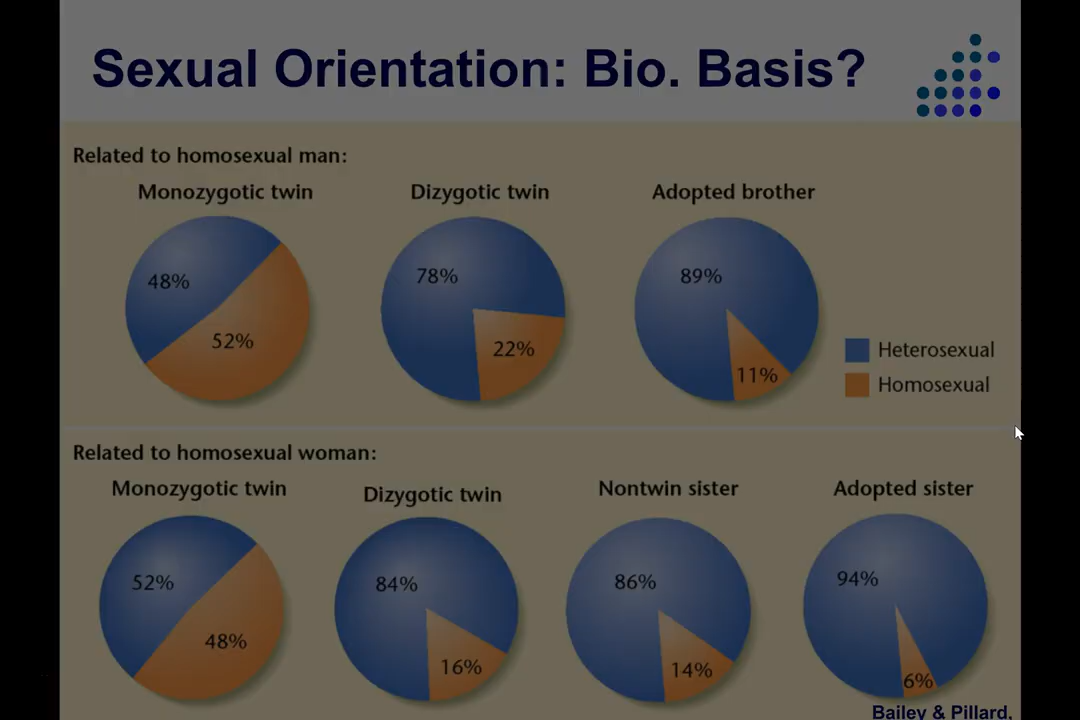 Sexual Orientation: Bio. Basis?
Related to homosexual man:
Monozygotic twin
Dizygotic twin
Adopted brother
48%
52%
78%
22%
89%
11%
Heterosexual
Homosexual
Related to homosexual woman:
Monozygotic twin
Dizygotic twin
Nontwin sister
Adopted sister
52%
48%
84%
16%
86%
14%
94%
6%
Bailey & Pillard.